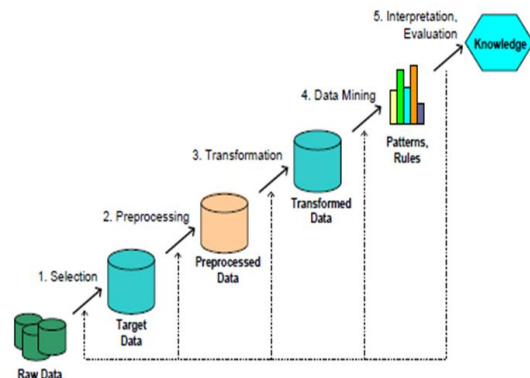 5. Interpretation,
Evaluation
Knowledge
4. Data Mining
Patterns,
Rules
3. Transformation
Transformed
Data
2. Preprocessing
Preprocessed
Data
1. Selection
Target
Data
Raw Data